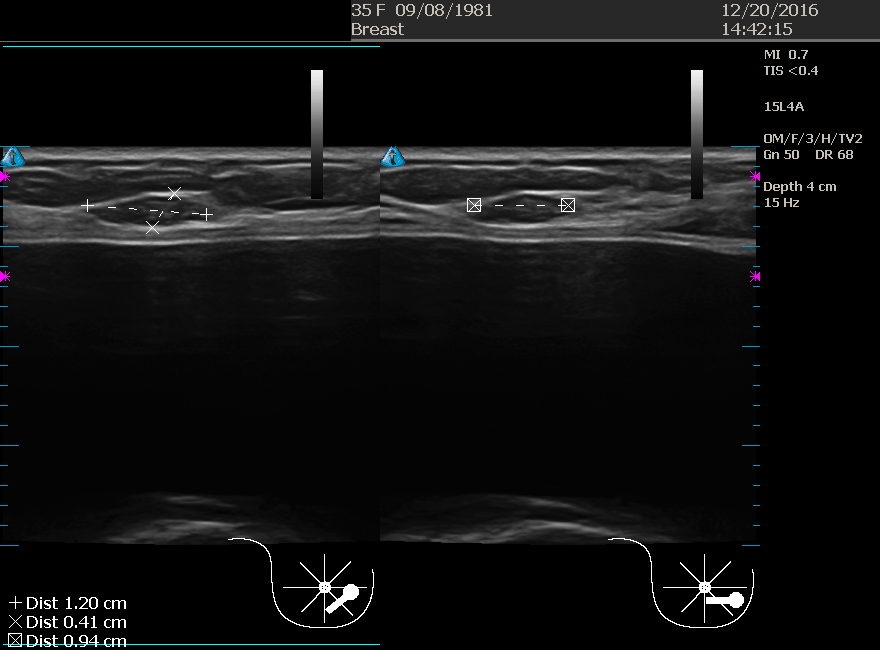 35 F 09/08/1981 12/20/2016
Breast 14:42:15
MI 0.7
TIS <0.4
15L4A
OM/F/3/H/TV2
Gn 50 DR 68
Depth 4 cm
15 Hz
Dist 1.20 cm
Dist 0.41 cm
Dist 0.94 cm